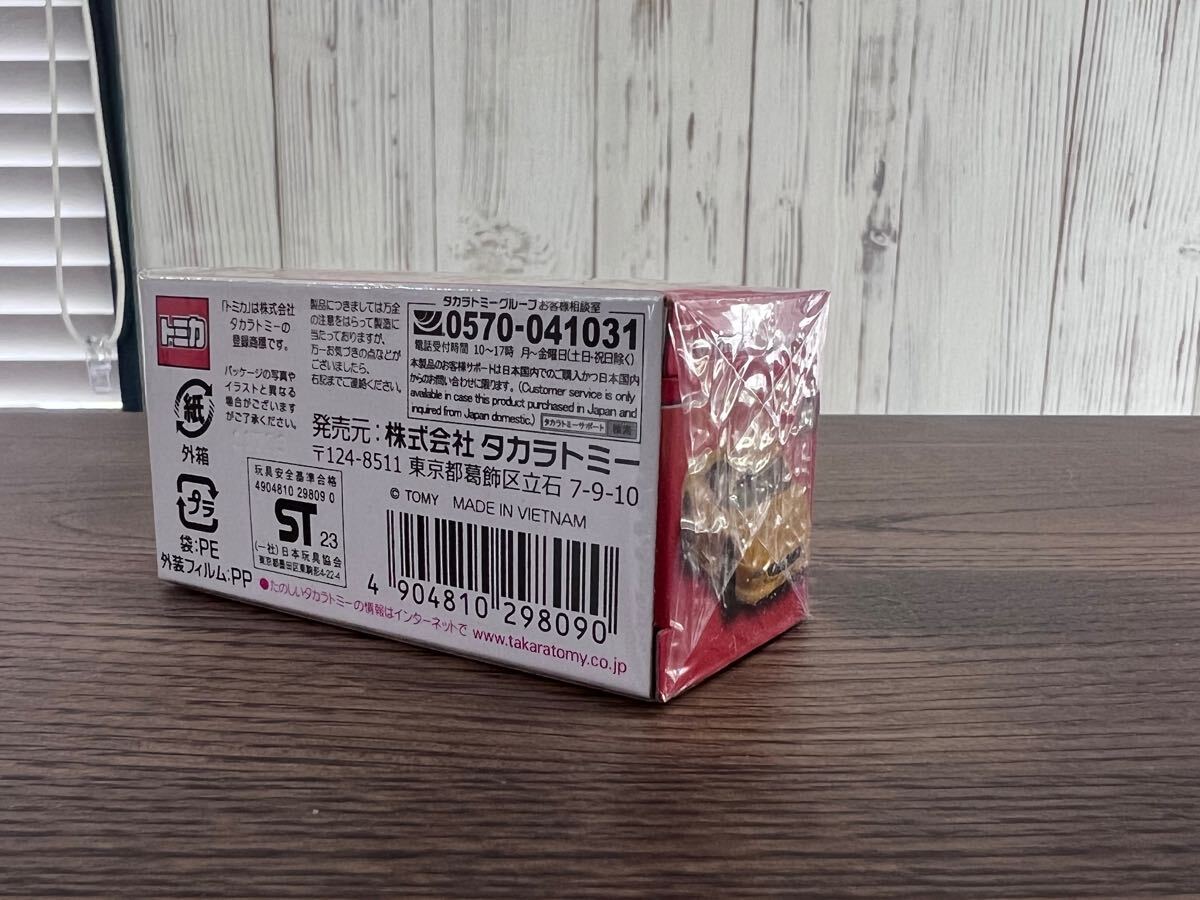 トミカ
「トミカ」は株式会社
タカラトミーの
登録商標です。
パッケージの写真や
イラストと異なる
場合がございます
がご了承ください。
製品につきましては万全
の注意をはらって製造に
当たっておりますが、
万一お気づきの点などが
ございましたら、
右記までご連絡ください。
タカラトミーグループお客様相談室
0570-041031
電話受付時間 10〜17時 月〜金曜日(土日・祝日除く)
本製品のお客様サポートは日本国内でのご購入かつ日本国内
からのお問い合わせに限ります。(Customer service is only
available in case this product purchased in Japan and
inquired from Japan domestic.)
タカラトミーサポート 検索
発売元:株式会社 タカラトミー
〒124-8511 東京都葛飾区立石 7-9-10
© TOMY MADE IN VIETNAM
紙
外箱
プラ
袋:PE
外装フィルム:PP
玩具安全基準合格
4904810 29809 0
ST 23
(一社)日本玩具協会
東京都墨田区東駒形4-22-4
4 904810 298090
●たのしいタカラトミーの情報はインターネットで www.takaratomy.co.jp